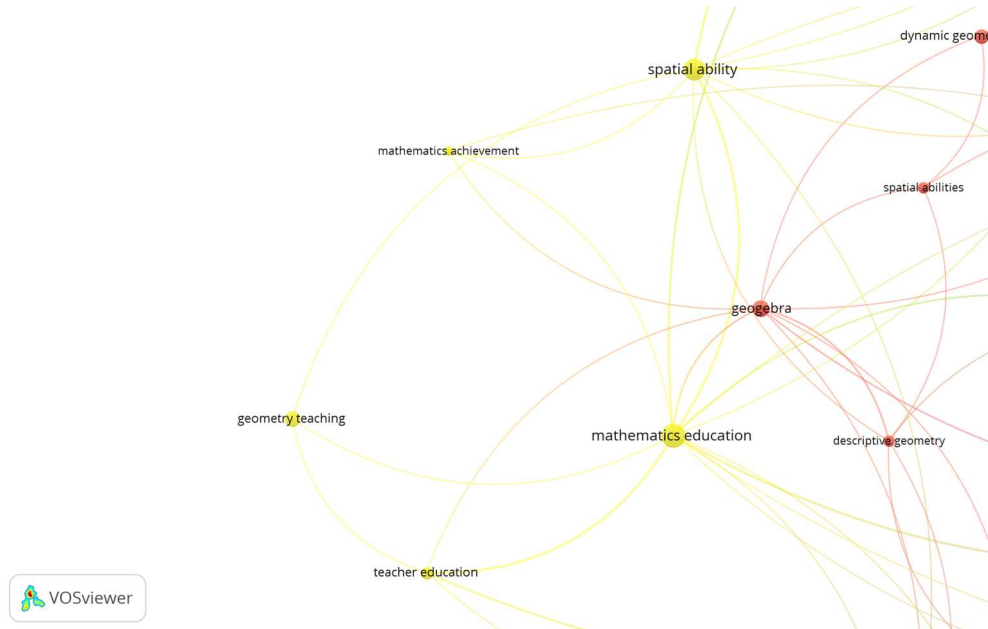 dynamic geome
spatial ability
mathematics achievement
spatial abilities
geogebra
geometry teaching
mathematics education
descriptive geometry
teacher education
VOSviewer